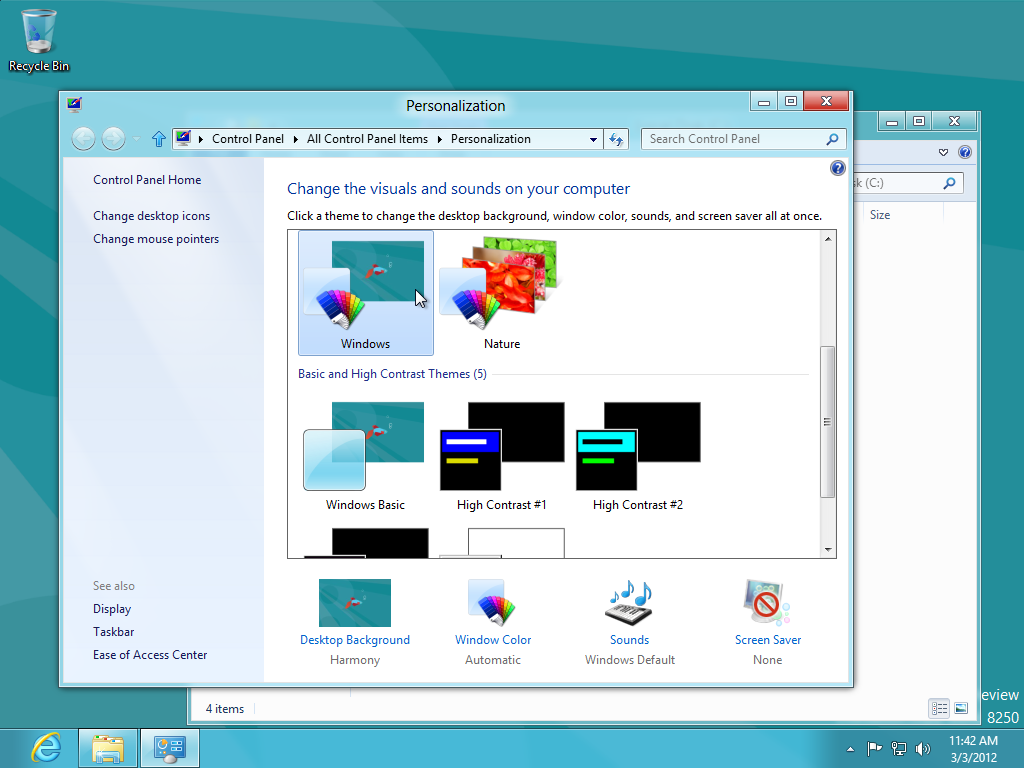 Recycle Bin
Personalization
Control Panel All Control Panel Items Personalization
Search Control Panel
Control Panel Home
Change desktop icons
Change mouse pointers
Change the visuals and sounds on your computer
Click a theme to change the desktop background, window color, sounds, and screen saver all at once.
Windows
Nature
Basic and High Contrast Themes (5)
Windows Basic
High Contrast #1
High Contrast #2
See also
Display
Taskbar
Ease of Access Center
Desktop Background
Harmony
Window Color
Automatic
Sounds
Windows Default
Screen Saver
None
(C:)
Size
4 items
8250
11:42 AM
3/3/2012